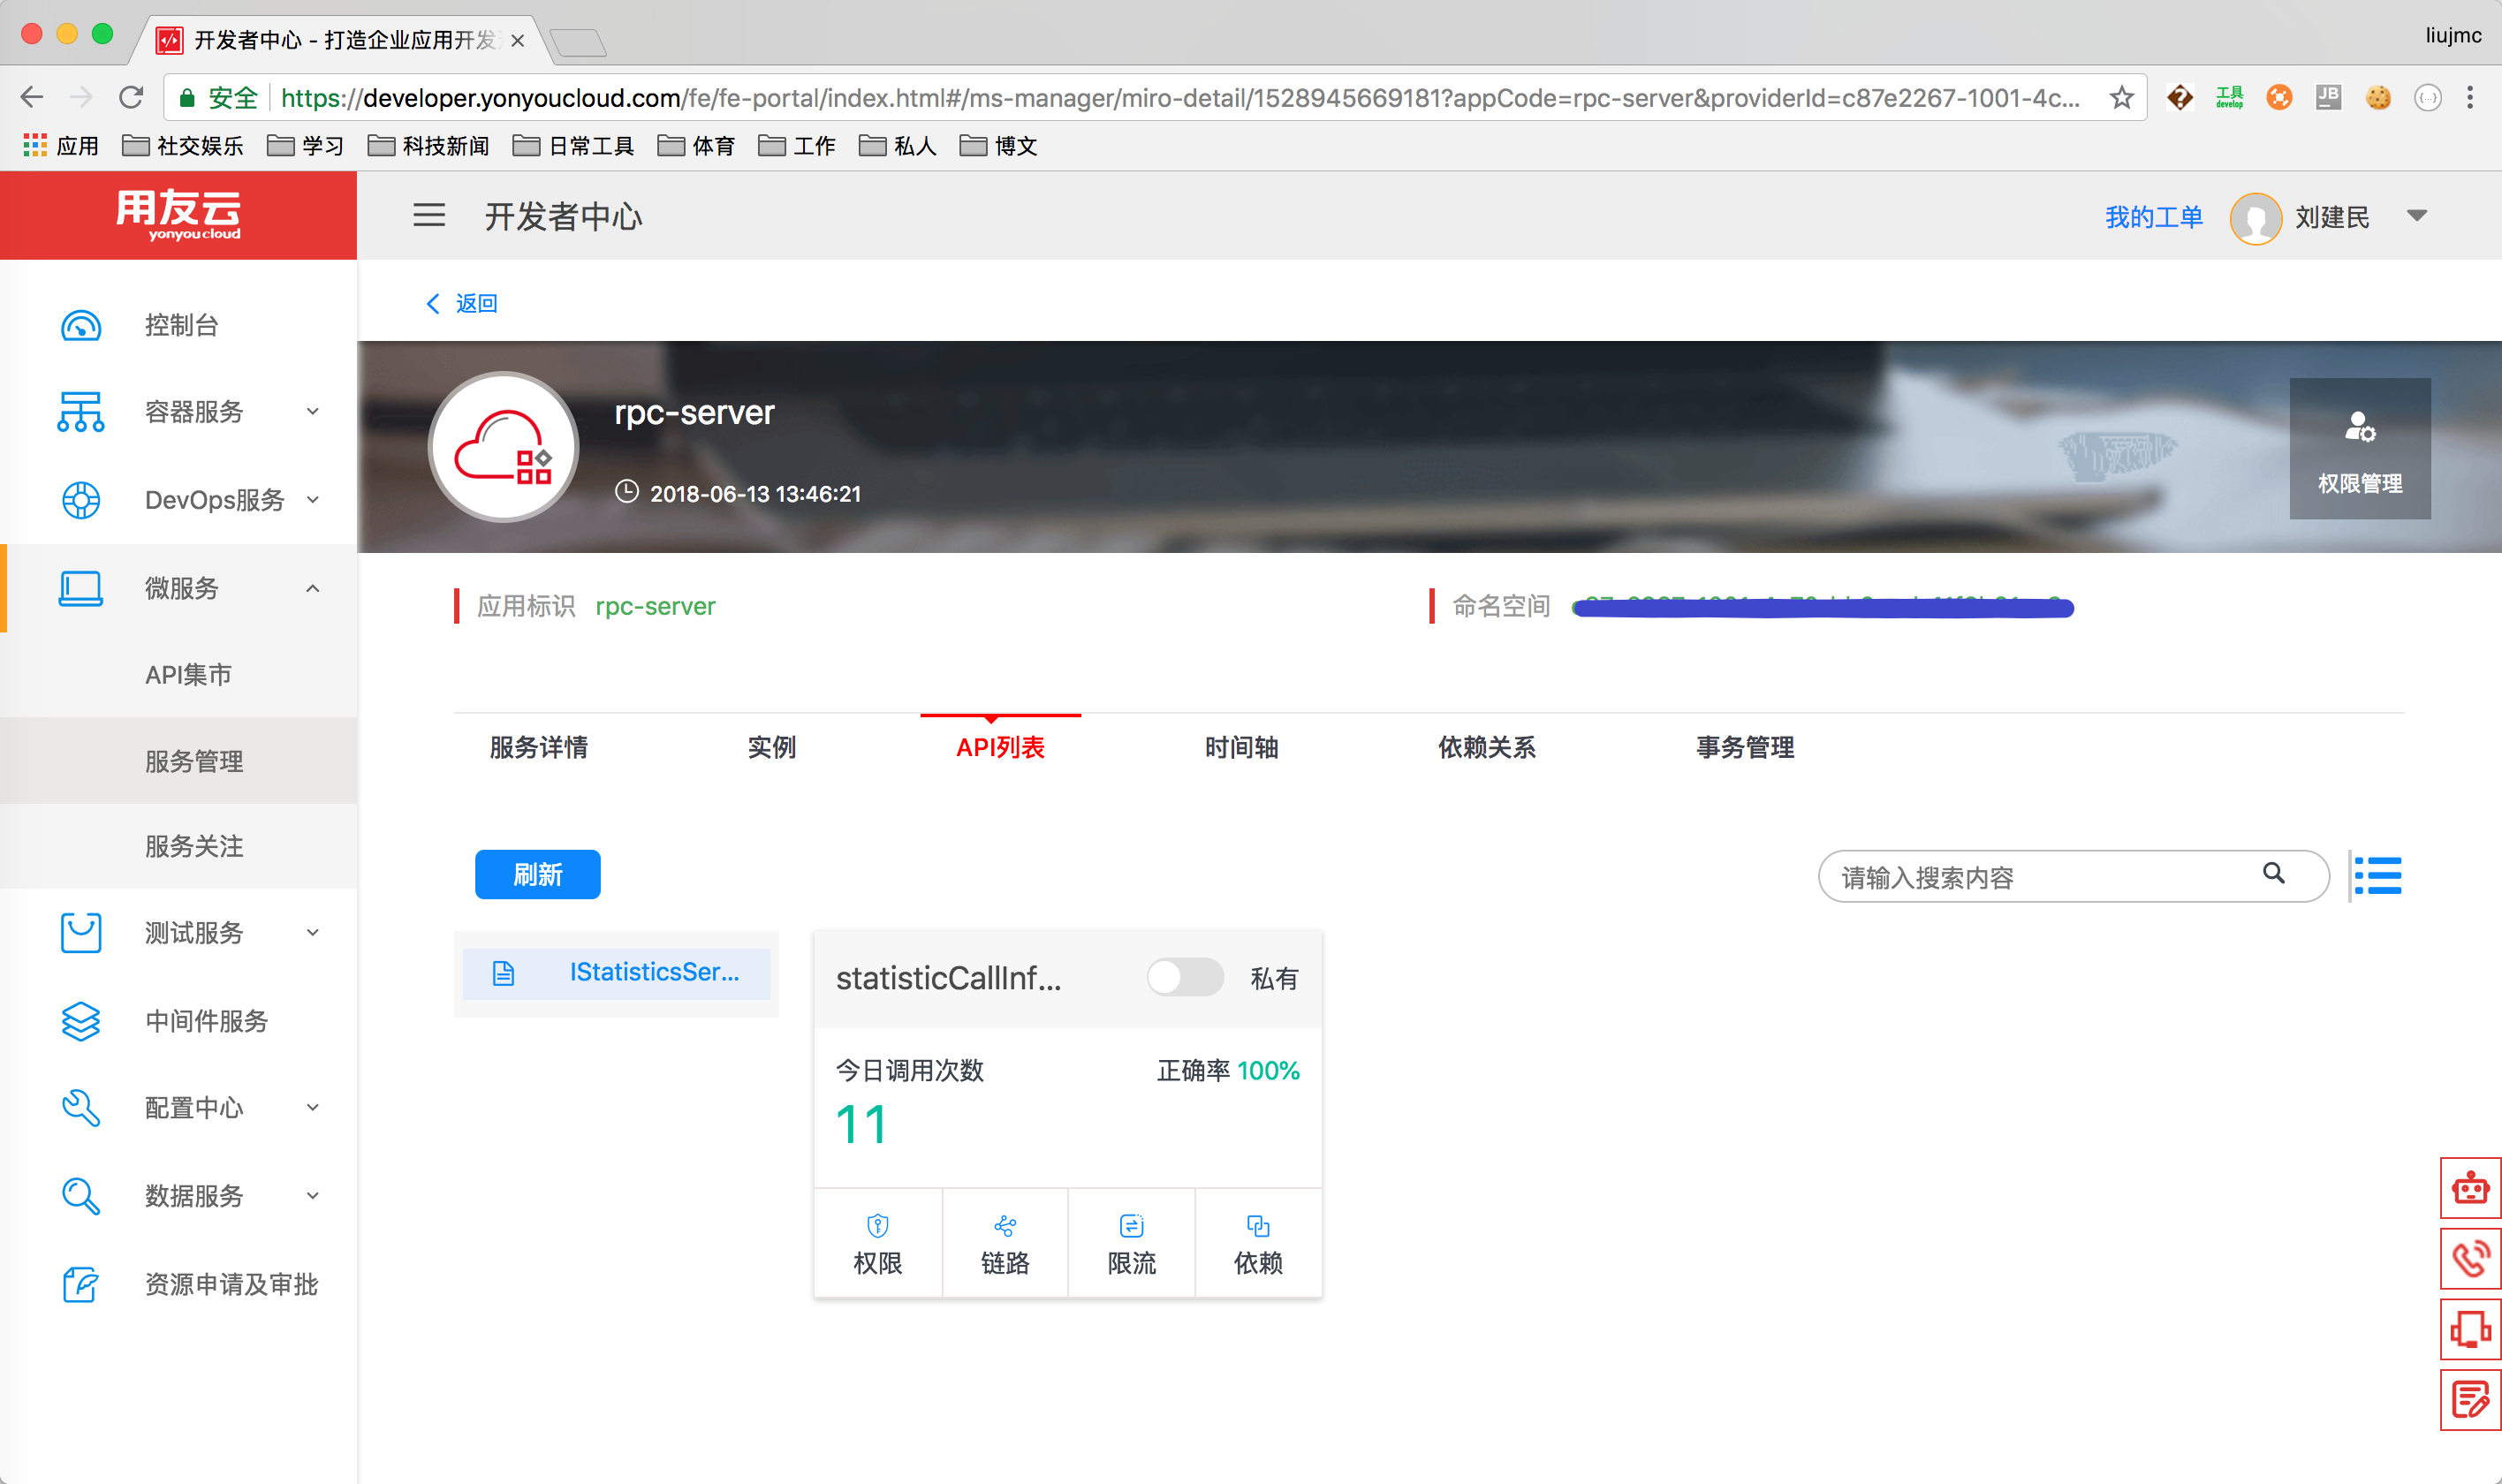 开发者中心 - 打造企业应用开发
liujmc
安全 https://developer.yonyoucloud.com/fe/fe-portal/index.html#/ms-manager/miro-detail/1528945669181?appCode=rpc-server&providerId=c87e2267-1001-4c...
工具
develop
JB
应用 社交娱乐 学习 科技新闻 日常工具 体育 工作 私人 博文
用友云
yonyou cloud
开发者中心
我的工单 刘建民
返回
控制台
容器服务
DevOps服务
微服务
API集市
服务管理
服务关注
测试服务
中间件服务
配置中心
数据服务
资源申请及审批
rpc-server
2018-06-13 13:46:21
权限管理
应用标识 rpc-server
命名空间
服务详情 实例 API列表 时间轴 依赖关系 事务管理
刷新
请输入搜索内容
IStatisticsSer...
statisticCallInf... 私有
今日调用次数 正确率 100%
11
权限 链路 限流 依赖